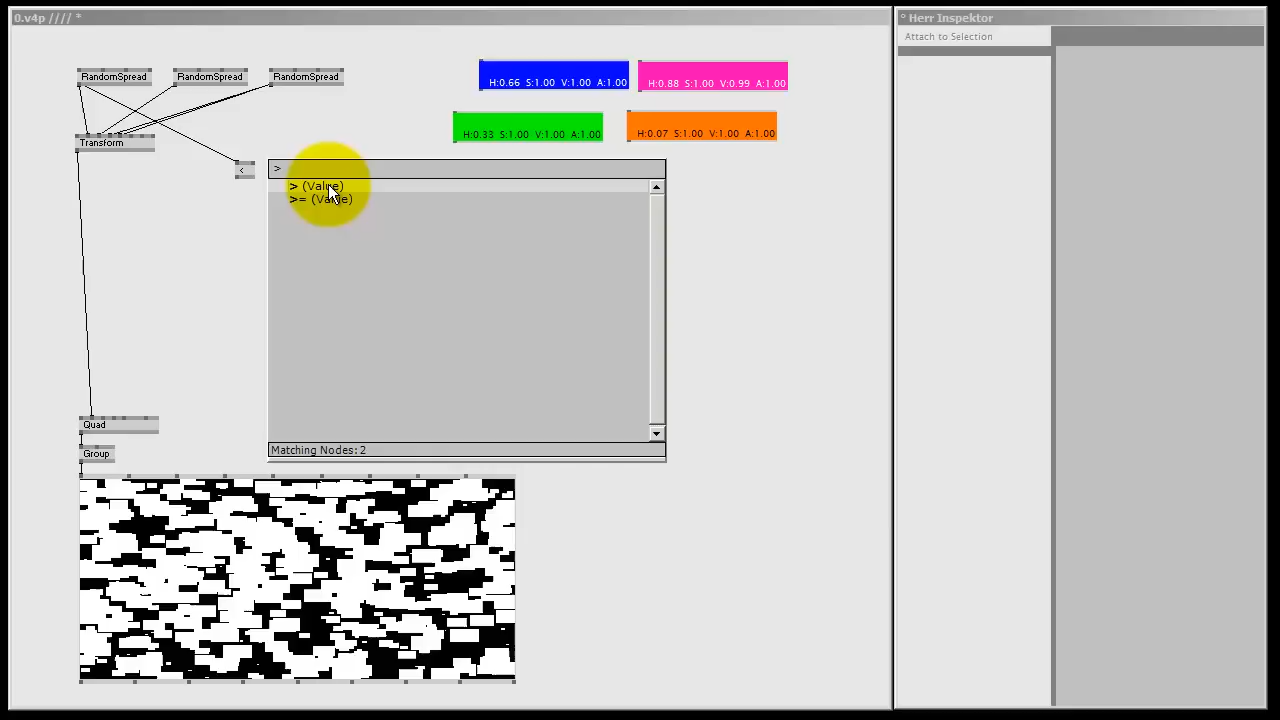 0.v4p //// *
° Herr Inspektor
Attach to Selection
RandomSpread
RandomSpread
RandomSpread
H:0.66 S:1.00 V:1.00 A:1.00
H:0.88 S:1.00 V:0.99 A:1.00
H:0.33 S:1.00 V:1.00 A:1.00
H:0.07 S:1.00 V:1.00 A:1.00
Transform
<
>
> (Value)
>= (Value)
Quad
Group
Matching Nodes: 2